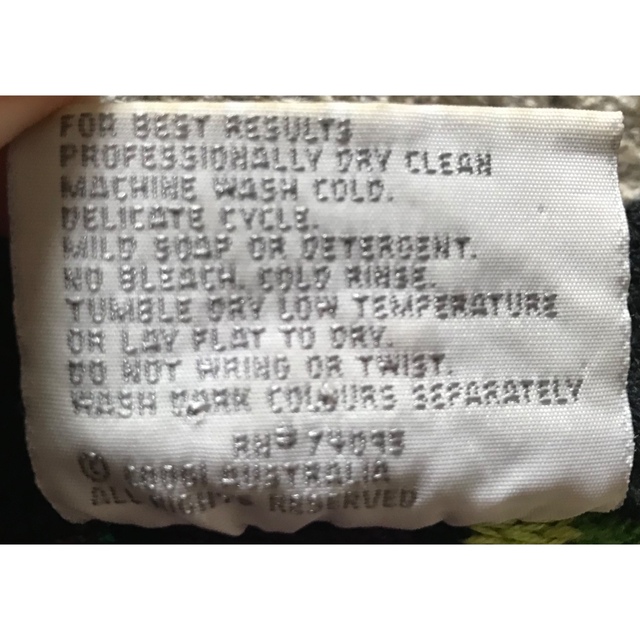 FOR BEST RESULTS
PROFESSIONALLY DRY CLEAN
MACHINE WASH COLD.
DELICATE CYCLE.
MILD SOAP OR DETERGENT.
NO BLEACH, COLD RINSE.
TUMBLE DRY LOW TEMPERATURE
OR LAY FLAT TO DRY.
DO NOT WRING OR TWIST.
WASH DARK COLOURS SEPARATELY
RN# 74095
© COOGI AUSTRALIA
ALL RIGHTS RESERVED